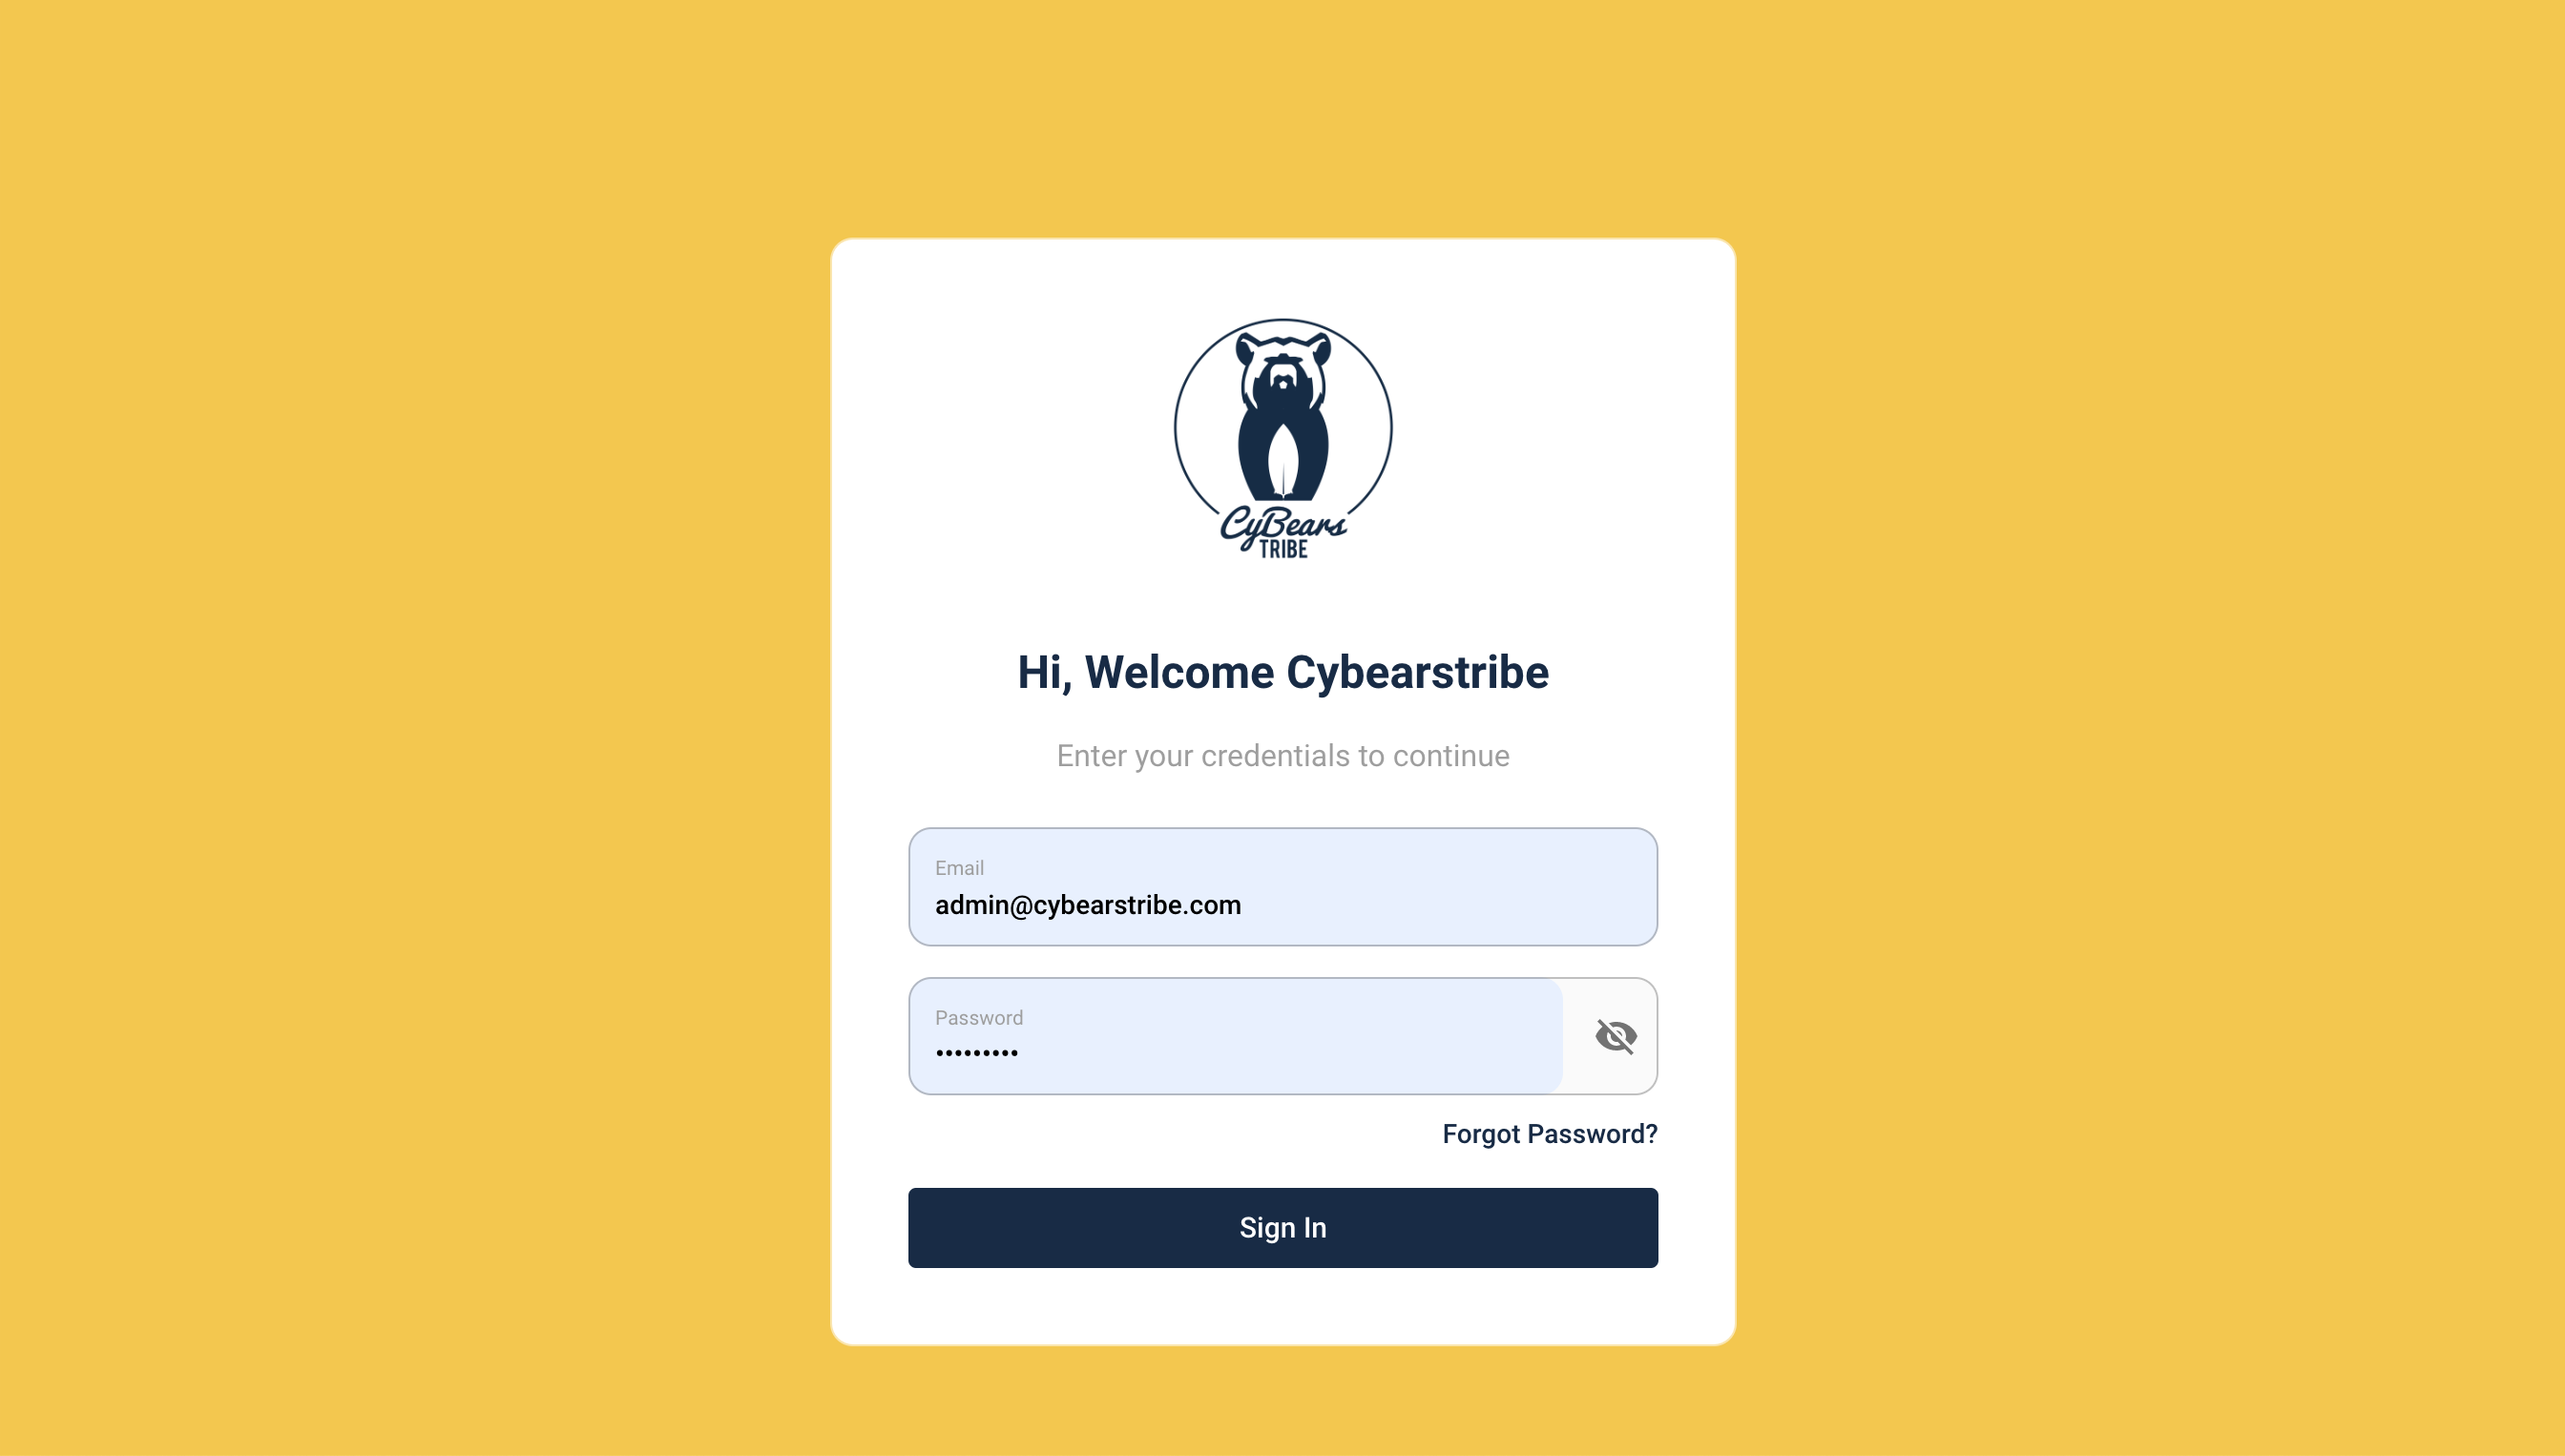 CyBears
TRIBE
Hi, Welcome Cybearstribe
Enter your credentials to continue
Email
admin@cybearstribe.com
Password
•••••••••
Forgot Password?
Sign In